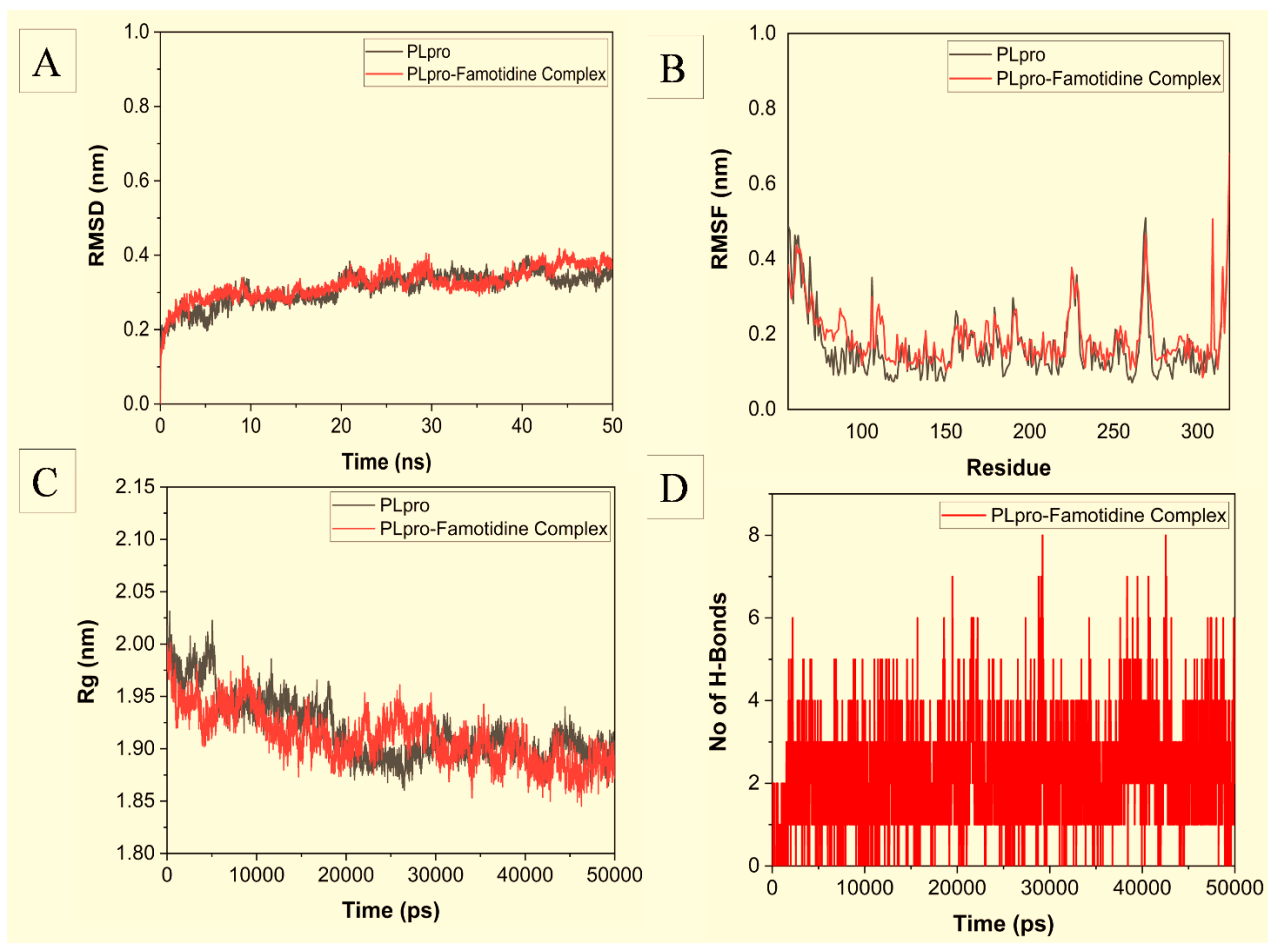 A
PLpro
PLpro-Famotidine Complex
1.0
0.8
0.6
0.4
0.2
0.0
RMSD (nm)
0
10
20
30
40
50
Time (ns)
B
PLpro
PLpro-Famotidine Complex
1.0
0.8
0.6
0.4
0.2
0.0
RMSF (nm)
100
150
200
250
300
Residue
C
PLpro
PLpro-Famotidine Complex
2.15
2.10
2.05
2.00
1.95
1.90
1.85
1.80
Rg (nm)
0
10000
20000
30000
40000
50000
Time (ps)
D
PLpro-Famotidine Complex
8
6
4
2
0
No of H-Bonds
0
10000
20000
30000
40000
50000
Time (ps)